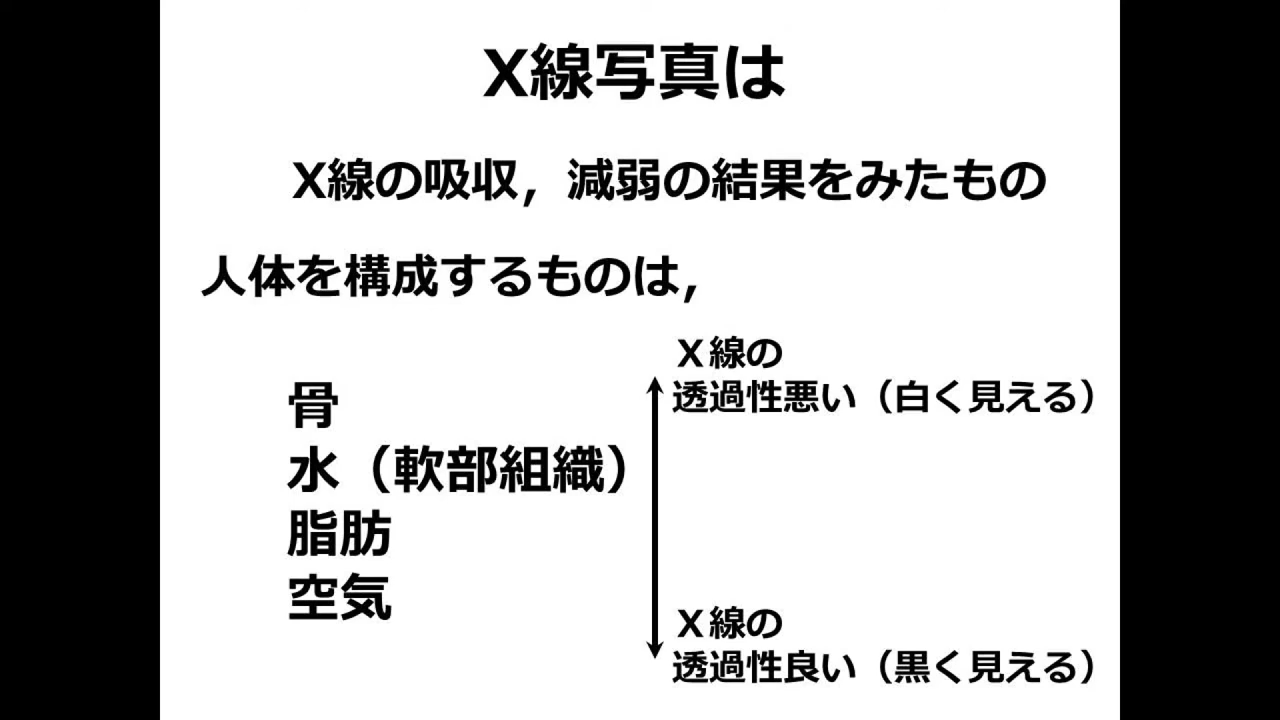 X線写真は
X線の吸収，減弱の結果をみたもの
人体を構成するものは，
骨
水（軟部組織）
脂肪
空気
Ｘ線の
透過性悪い（白く見える）
Ｘ線の
透過性良い（黒く見える）